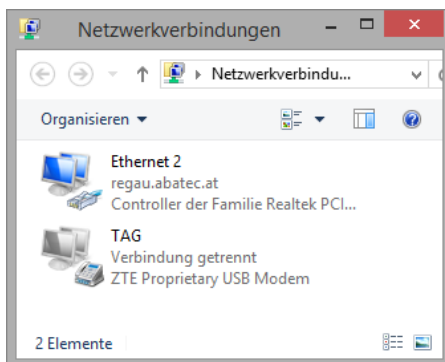 Netzwerkverbindungen
Netzwerkverbindu...
Organisieren
Ethernet 2
regau.abatec.at
Controller der Familie Realtek PCI...
TAG
Verbindung getrennt
ZTE Proprietary USB Modem
2 Elemente